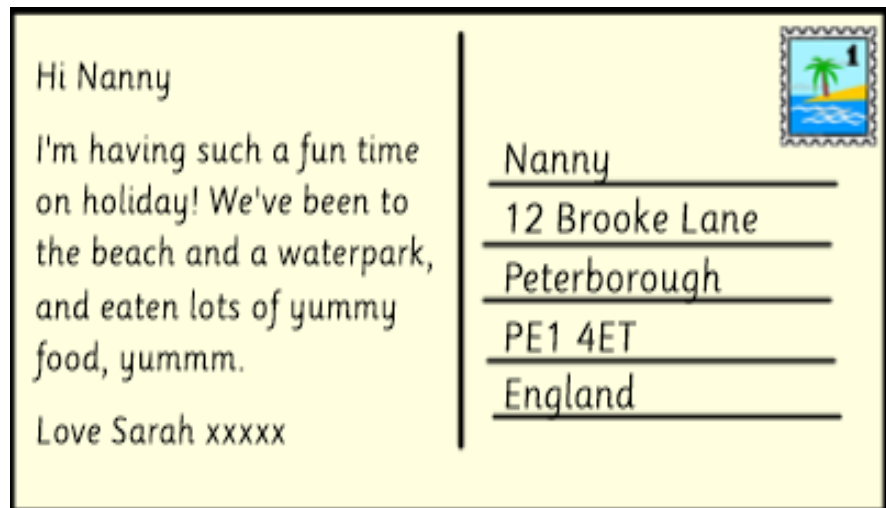 Hi Nanny
I'm having such a fun time
on holiday! We've been to
the beach and a waterpark,
and eaten lots of yummy
food, yummm.
Love Sarah xxxxx
1
Nanny
12 Brooke Lane
Peterborough
PE1 4ET
England